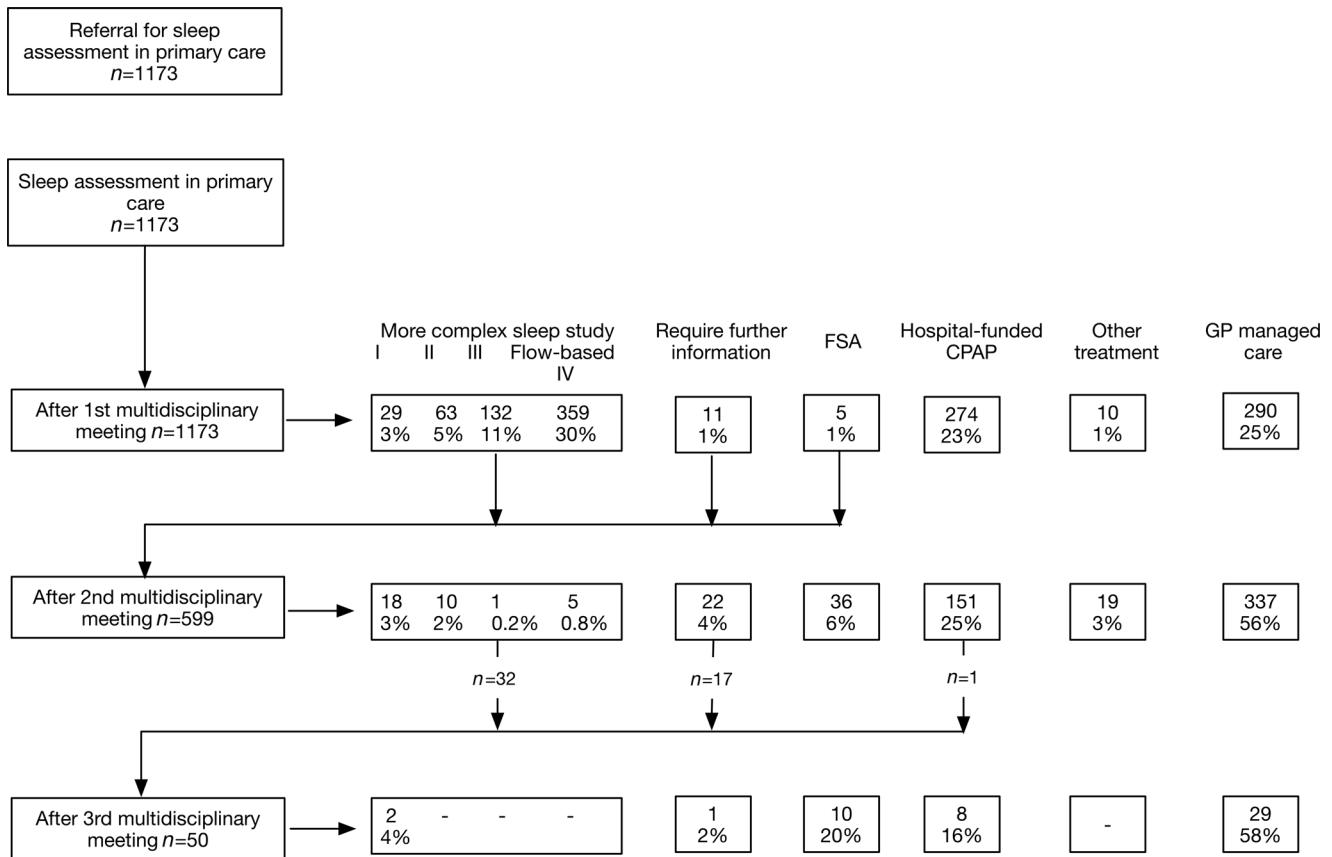 Referral for sleep
assessment in primary care
n=1173
Sleep assessment in primary
care
n=1173
More complex sleep study
I II III Flow-based
IV
Require further
information
FSA
Hospital-funded
CPAP
Other
treatment
GP managed
care
After 1st multidisciplinary
meeting n=1173
29 63 132 359
3% 5% 11% 30%
11
1%
5
1%
274
23%
10
1%
290
25%
After 2nd multidisciplinary
meeting n=599
18 10 1 5
3% 2% 0.2% 0.8%
22
4%
36
6%
151
25%
19
3%
337
56%
n=32
n=17
n=1
After 3rd multidisciplinary
meeting n=50
2 - - -
4%
1
2%
10
20%
8
16%
-
29
58%